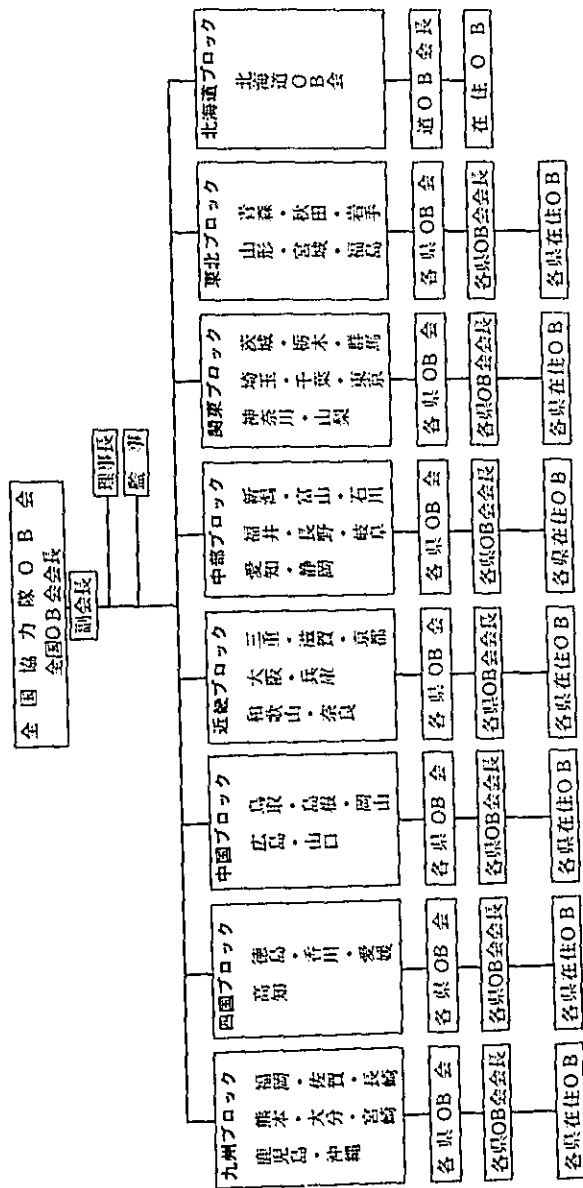 全国協力隊OB会
全国OB会会長
副会長
理事長
監事
九州ブロック
福岡・佐賀・長崎
熊本・大分・宮崎
鹿児島・沖縄
各県OB会
各県OB会会長
各県在住OB
四国ブロック
徳島・香川・愛媛
高知
各県OB会
各県OB会会長
各県在住OB
中国ブロック
鳥取・島根・岡山
広島・山口
各県OB会
各県OB会会長
各県在住OB
近畿ブロック
三重・滋賀・京都
大阪・兵庫
和歌山・奈良
各県OB会
各県OB会会長
各県在住OB
中部ブロック
新潟・富山・石川
福井・長野・岐阜
愛知・静岡
各県OB会
各県OB会会長
各県在住OB
関東ブロック
茨城・栃木・群馬
埼玉・千葉・東京
神奈川・山梨
各県OB会
各県OB会会長
各県在住OB
東北ブロック
青森・秋田・岩手
山形・宮城・福島
各県OB会
各県OB会会長
各県在住OB
北海道ブロック
北海道OB会
道OB会長
在住OB